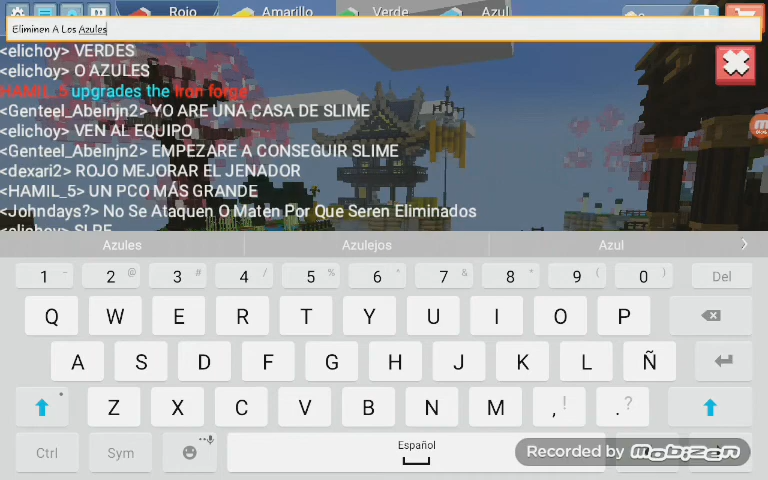 Rojo Amarillo Verde Azul
Eliminen A Los Azules
<elichoy> VERDES
<elichoy> O AZULES
HAMIL_5 upgrades the Iron forge
<Genteel_Abelnjn2> YO ARE UNA CASA DE SLIME
<elichoy> VEN AL EQUIPO
<Genteel_Abelnjn2> EMPEZARE A CONSEGUIR SLIME
<dexari2> ROJO MEJORAR EL JENADOR
<HAMIL_5> UN PCO MÁS GRANDE
<Johndays?> No Se Ataquen O Maten Por Que Seren Eliminados
<elichoy> SI PE
Azules Azulejos Azul
1 - 2 @ 3 # 4 / 5 % 6 ^ 7 & 8 * 9 ( 0 ) Del
Q W E R T Y U I O P
A S D F G H J K L Ñ
Z X C V B N M , ! . ?
Ctrl Sym Español
Recorded by mobizen